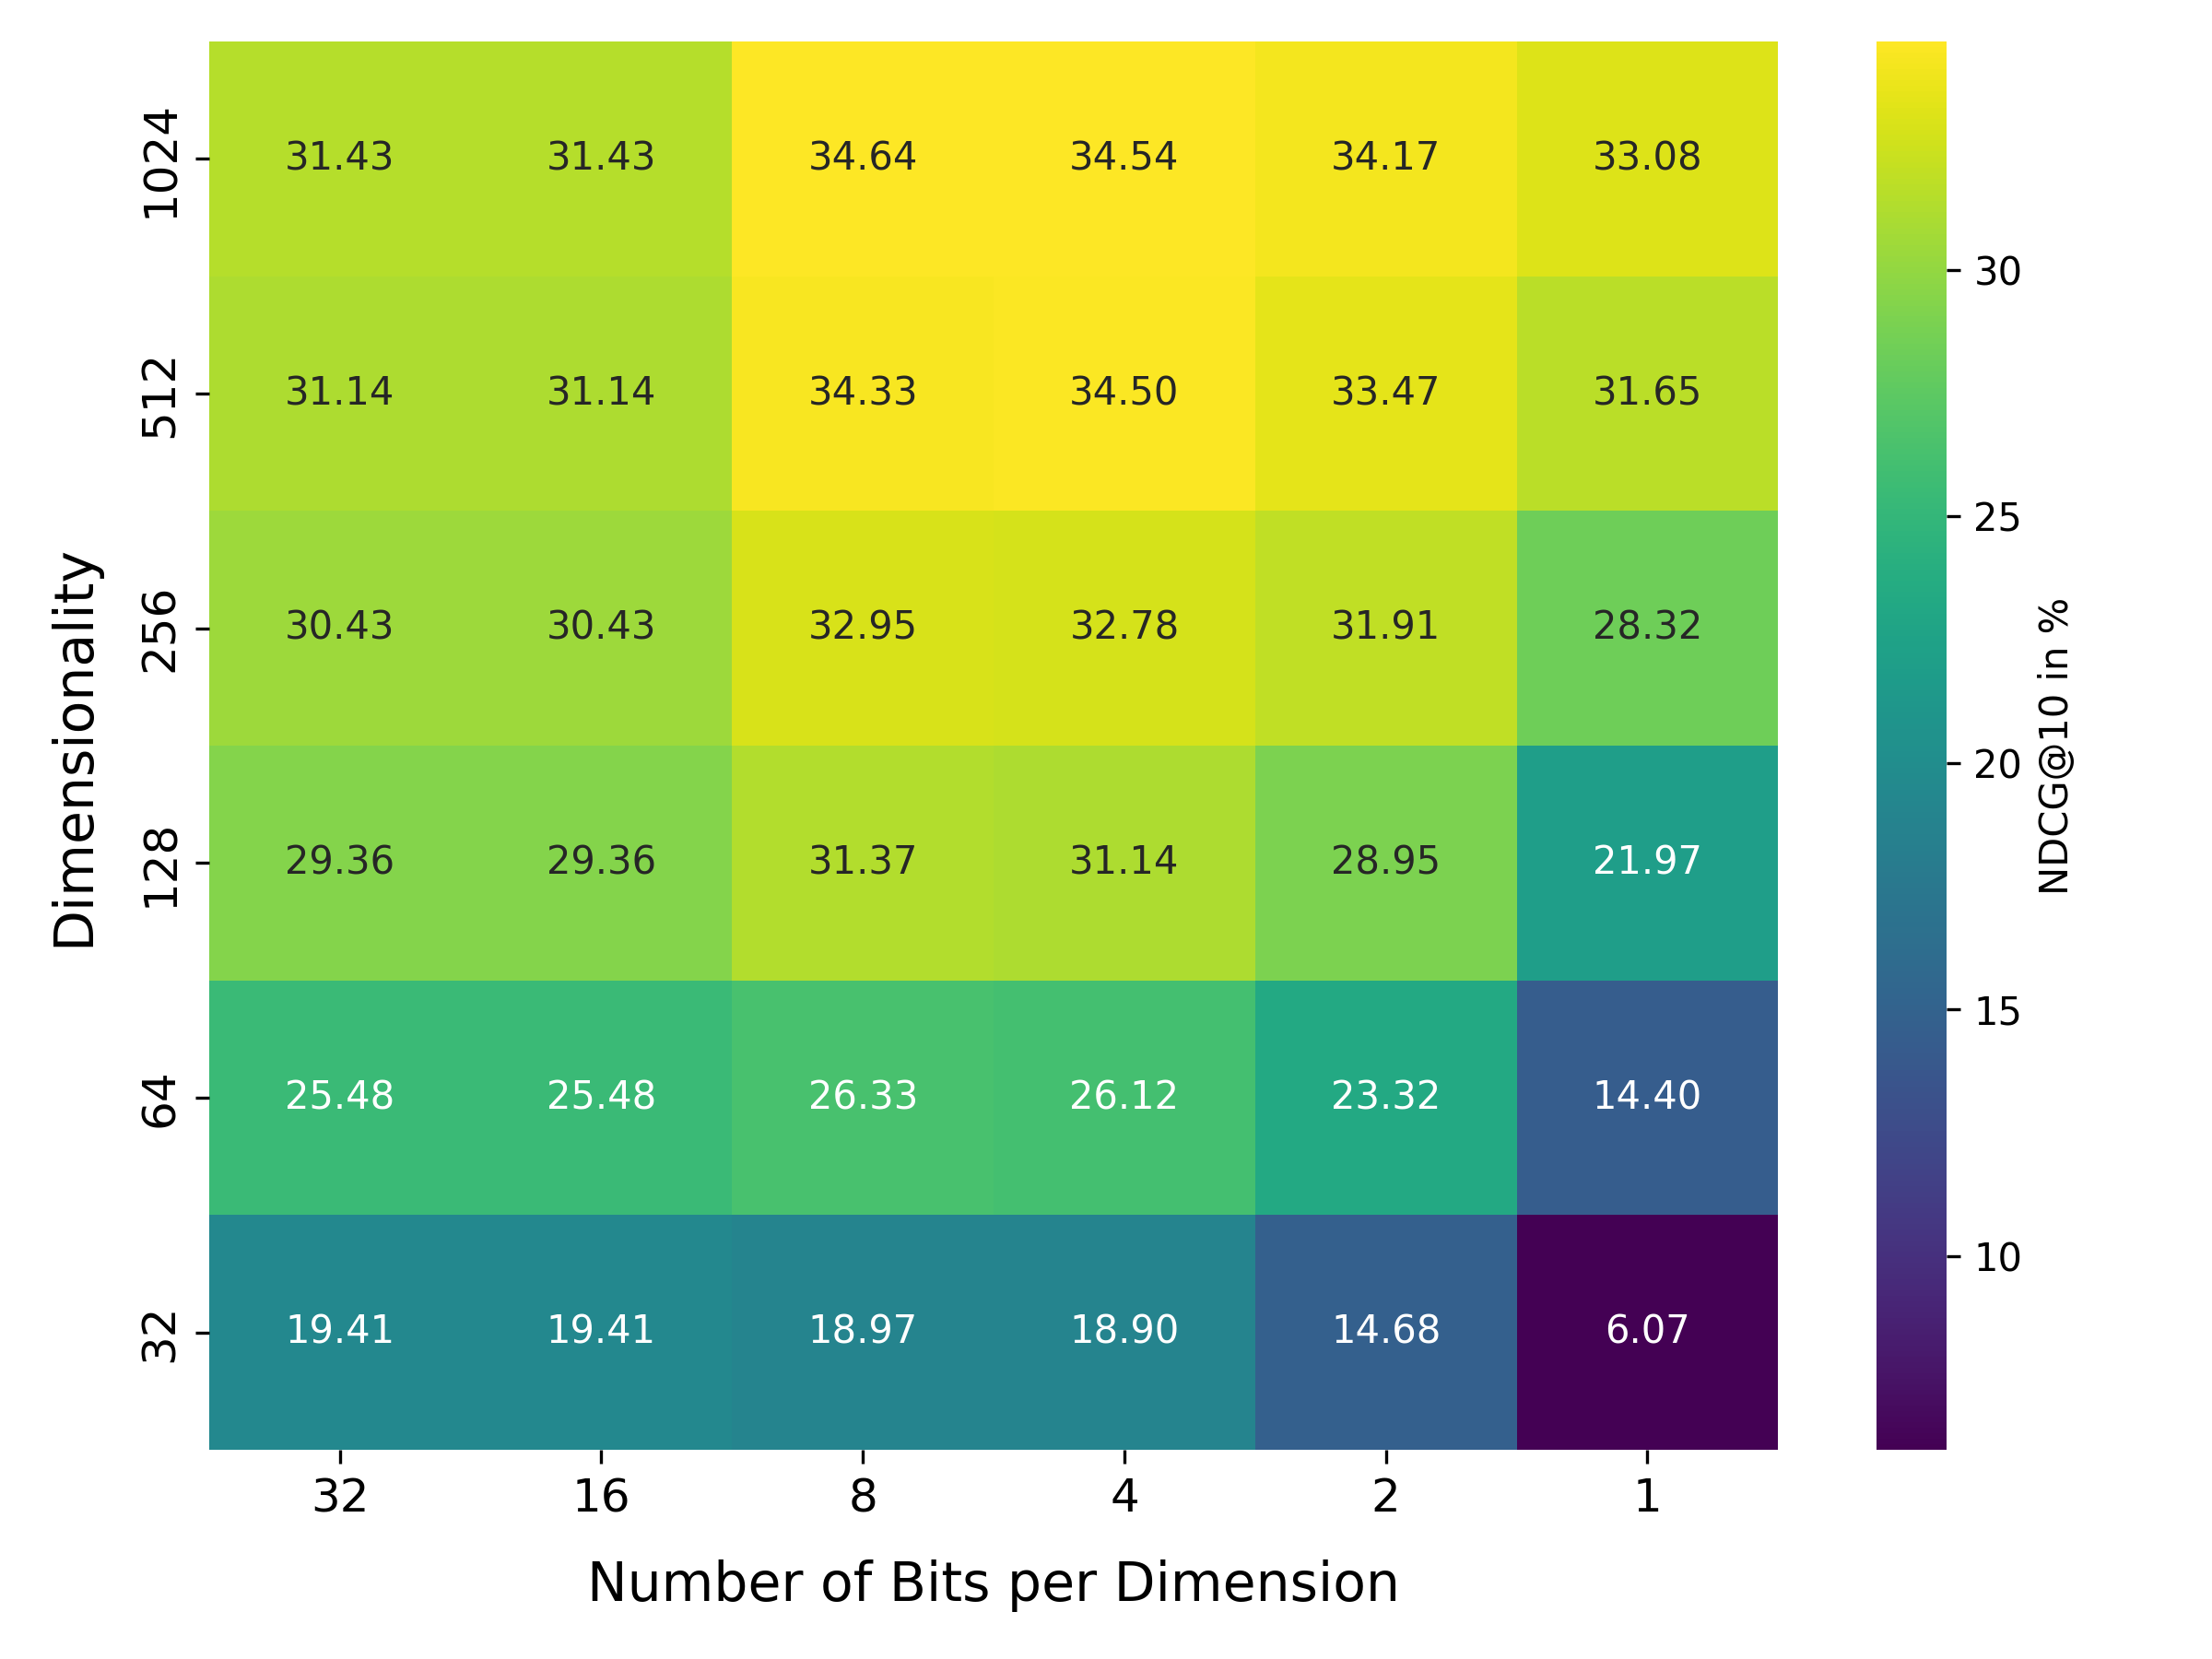 1024 31.43 31.43 34.64 34.54 34.17 33.08
512 31.14 31.14 34.33 34.50 33.47 31.65
256 30.43 30.43 32.95 32.78 31.91 28.32
128 29.36 29.36 31.37 31.14 28.95 21.97
64 25.48 25.48 26.33 26.12 23.32 14.40
32 19.41 19.41 18.97 18.90 14.68 6.07
32 16 8 4 2 1
Number of Bits per Dimension
Dimensionality
30
25
20
15
10
NDCG@10 in %